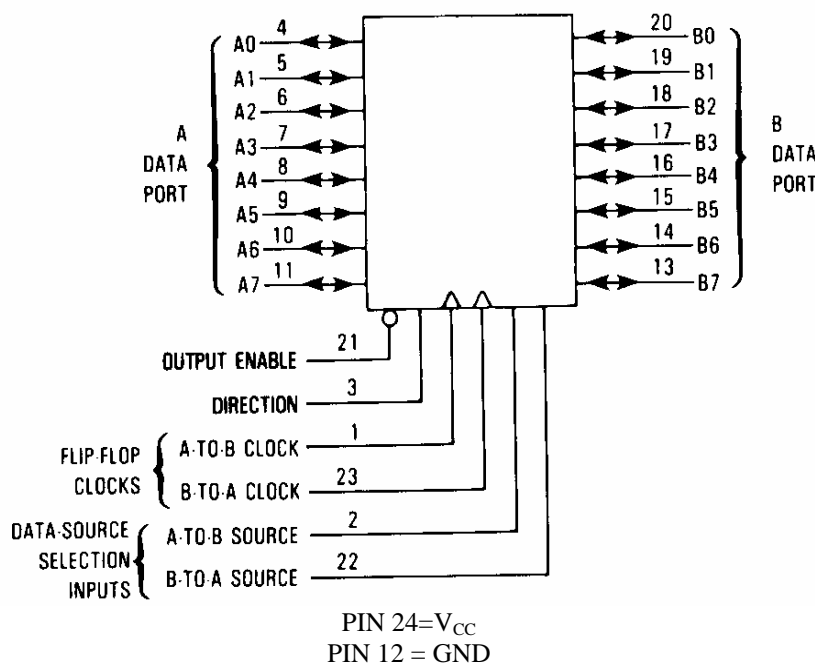 A0 4 20 B0
A1 5 19 B1
A2 6 18 B2
A3 7 17 B3
A4 8 16 B4
A5 9 15 B5
A6 10 14 B6
A7 11 13 B7
A
DATA
PORT
B
DATA
PORT
OUTPUT ENABLE 21
DIRECTION 3
FLIP-FLOP
CLOCKS
A-TO-B CLOCK 1
B-TO-A CLOCK 23
DATA-SOURCE
SELECTION
INPUTS
A-TO-B SOURCE 2
B-TO-A SOURCE 22
PIN 24=VCC
PIN 12 = GND